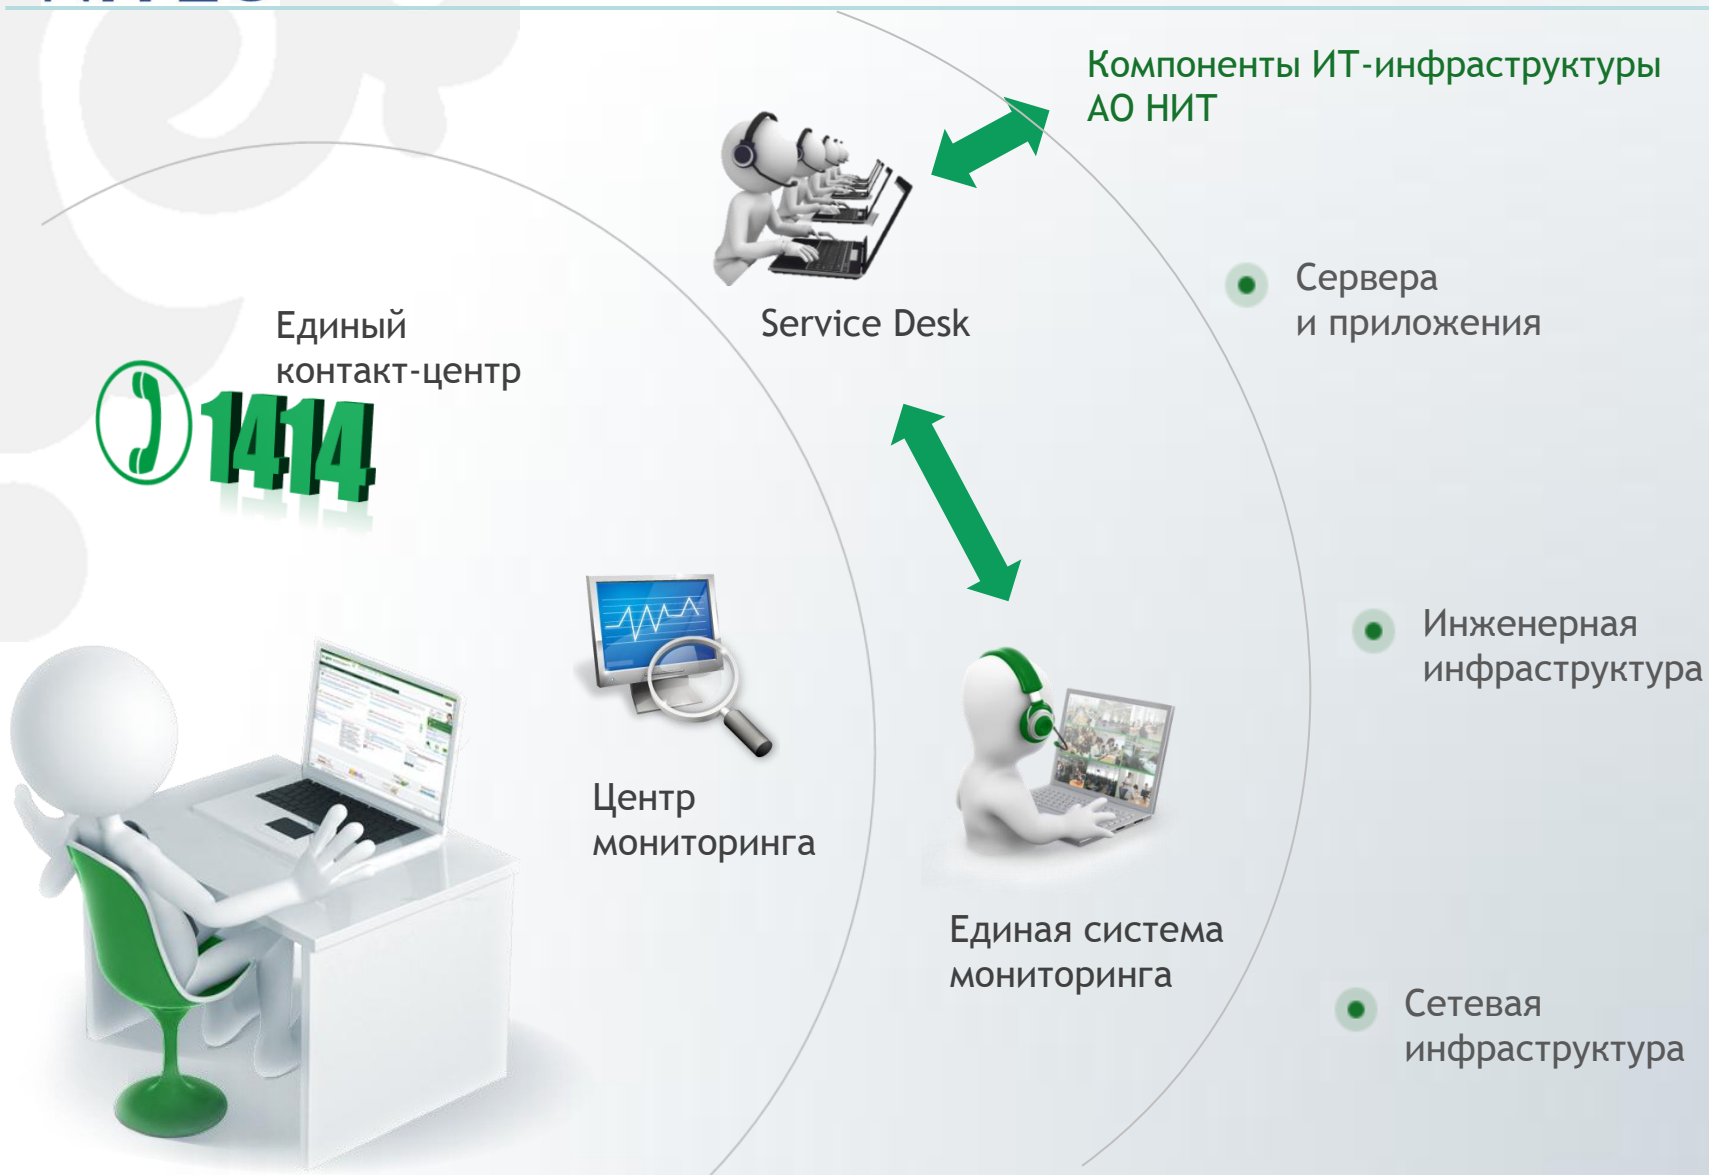 Компоненты ИТ-инфраструктуры
АО НИТ
Service Desk
Сервера
и приложения
Единый
контакт-центр
1414
Инженерная
инфраструктура
Центр
мониторинга
Единая система
мониторинга
Сетевая
инфраструктура